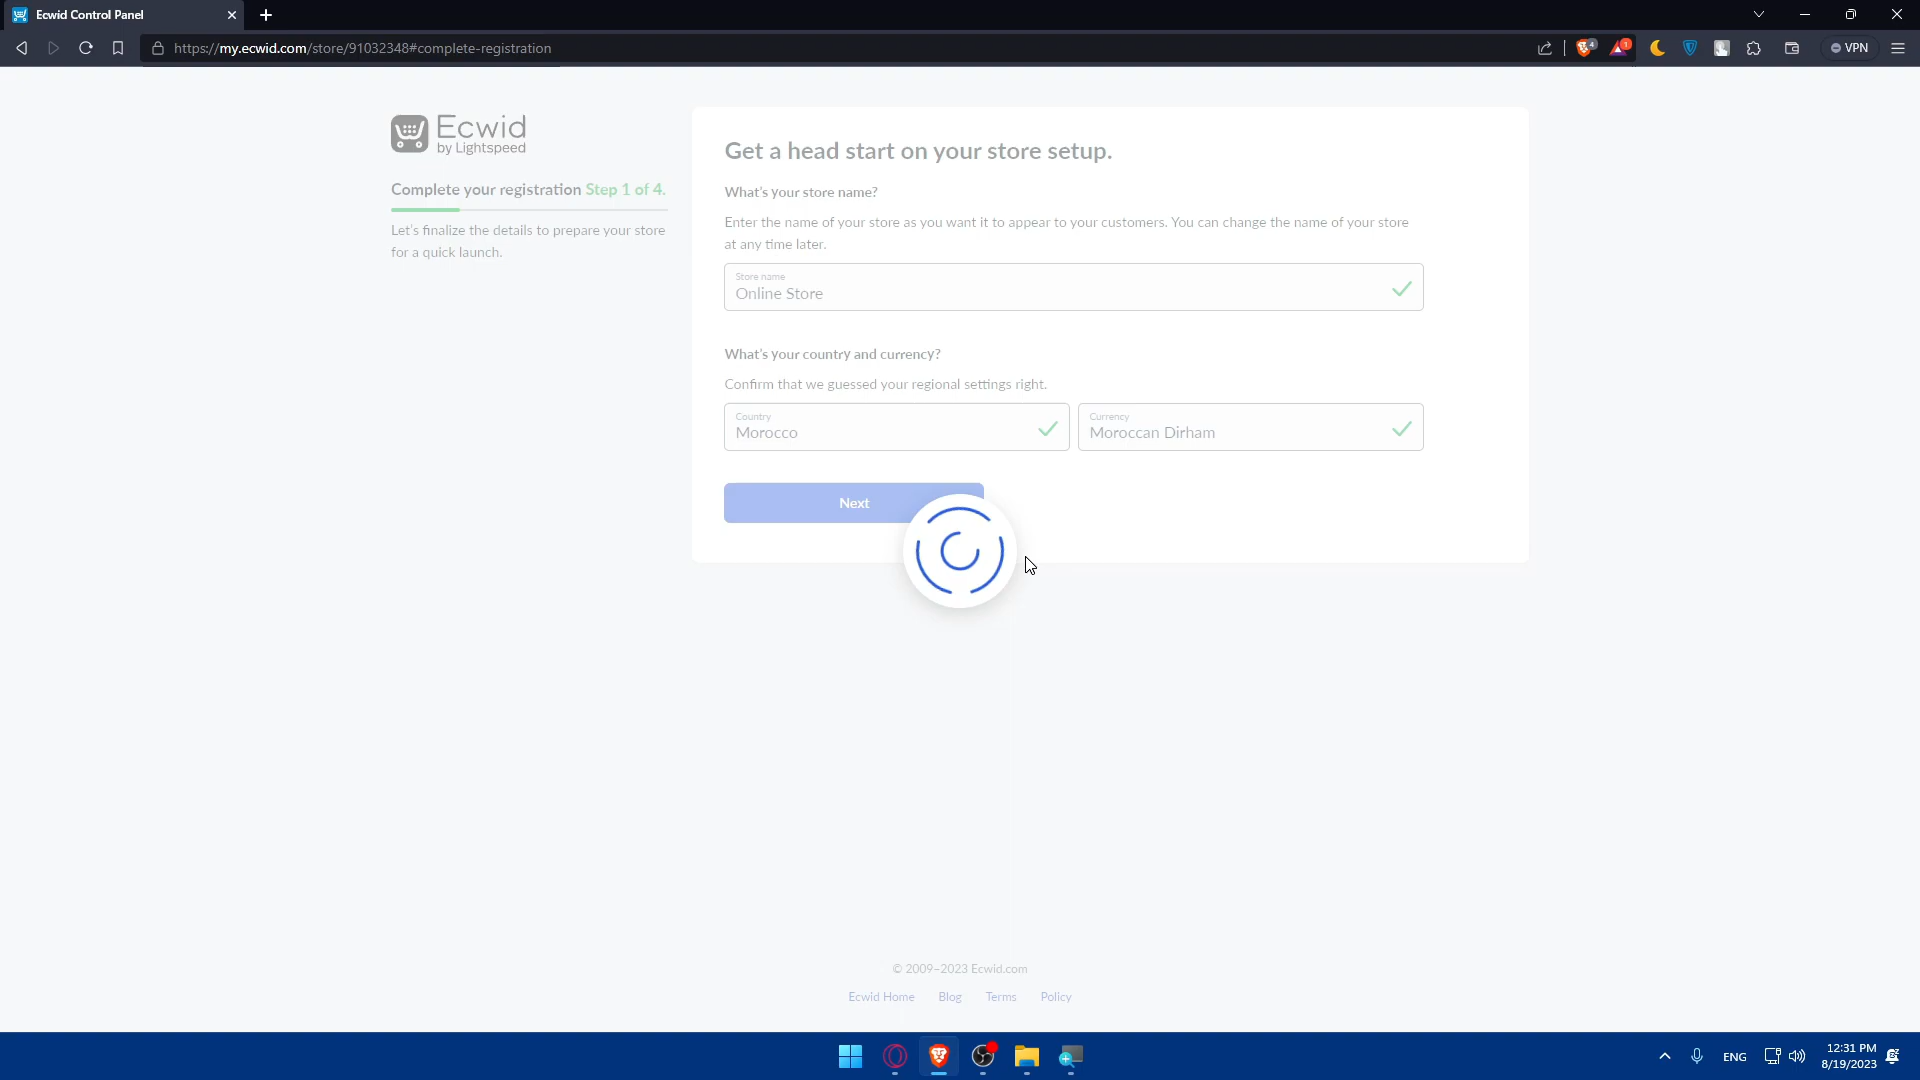 Ecwid Control Panel
https://my.ecwid.com/store/91032348#complete-registration
4
1
VPN
Ecwid
by Lightspeed
Complete your registration Step 1 of 4.
Let's finalize the details to prepare your store
for a quick launch.
Get a head start on your store setup.
What's your store name?
Enter the name of your store as you want it to appear to your customers. You can change the name of your store
at any time later.
Store name
Online Store
What's your country and currency?
Confirm that we guessed your regional settings right.
Country
Morocco
Currency
Moroccan Dirham
Next
© 2009–2023 Ecwid.com
Ecwid Home Blog Terms Policy
ENG
12:31 PM
8/19/2023